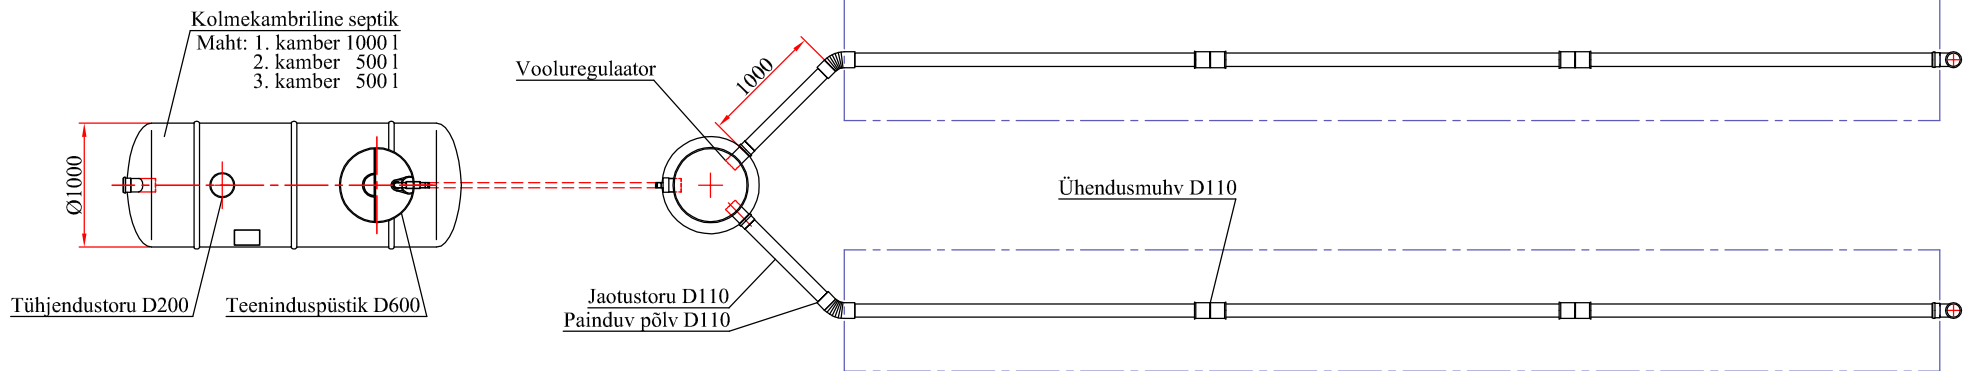 Kolmekambriline septik
Maht: 1. kamber 1000 l
2. kamber 500 l
3. kamber 500 l
Vooluregulaator
1000
Ø1000
Ühendusmuhv D110
Tühjendustoru D200
Teeninduspüstik D600
Jaotustoru D110
Painduv põlv D110